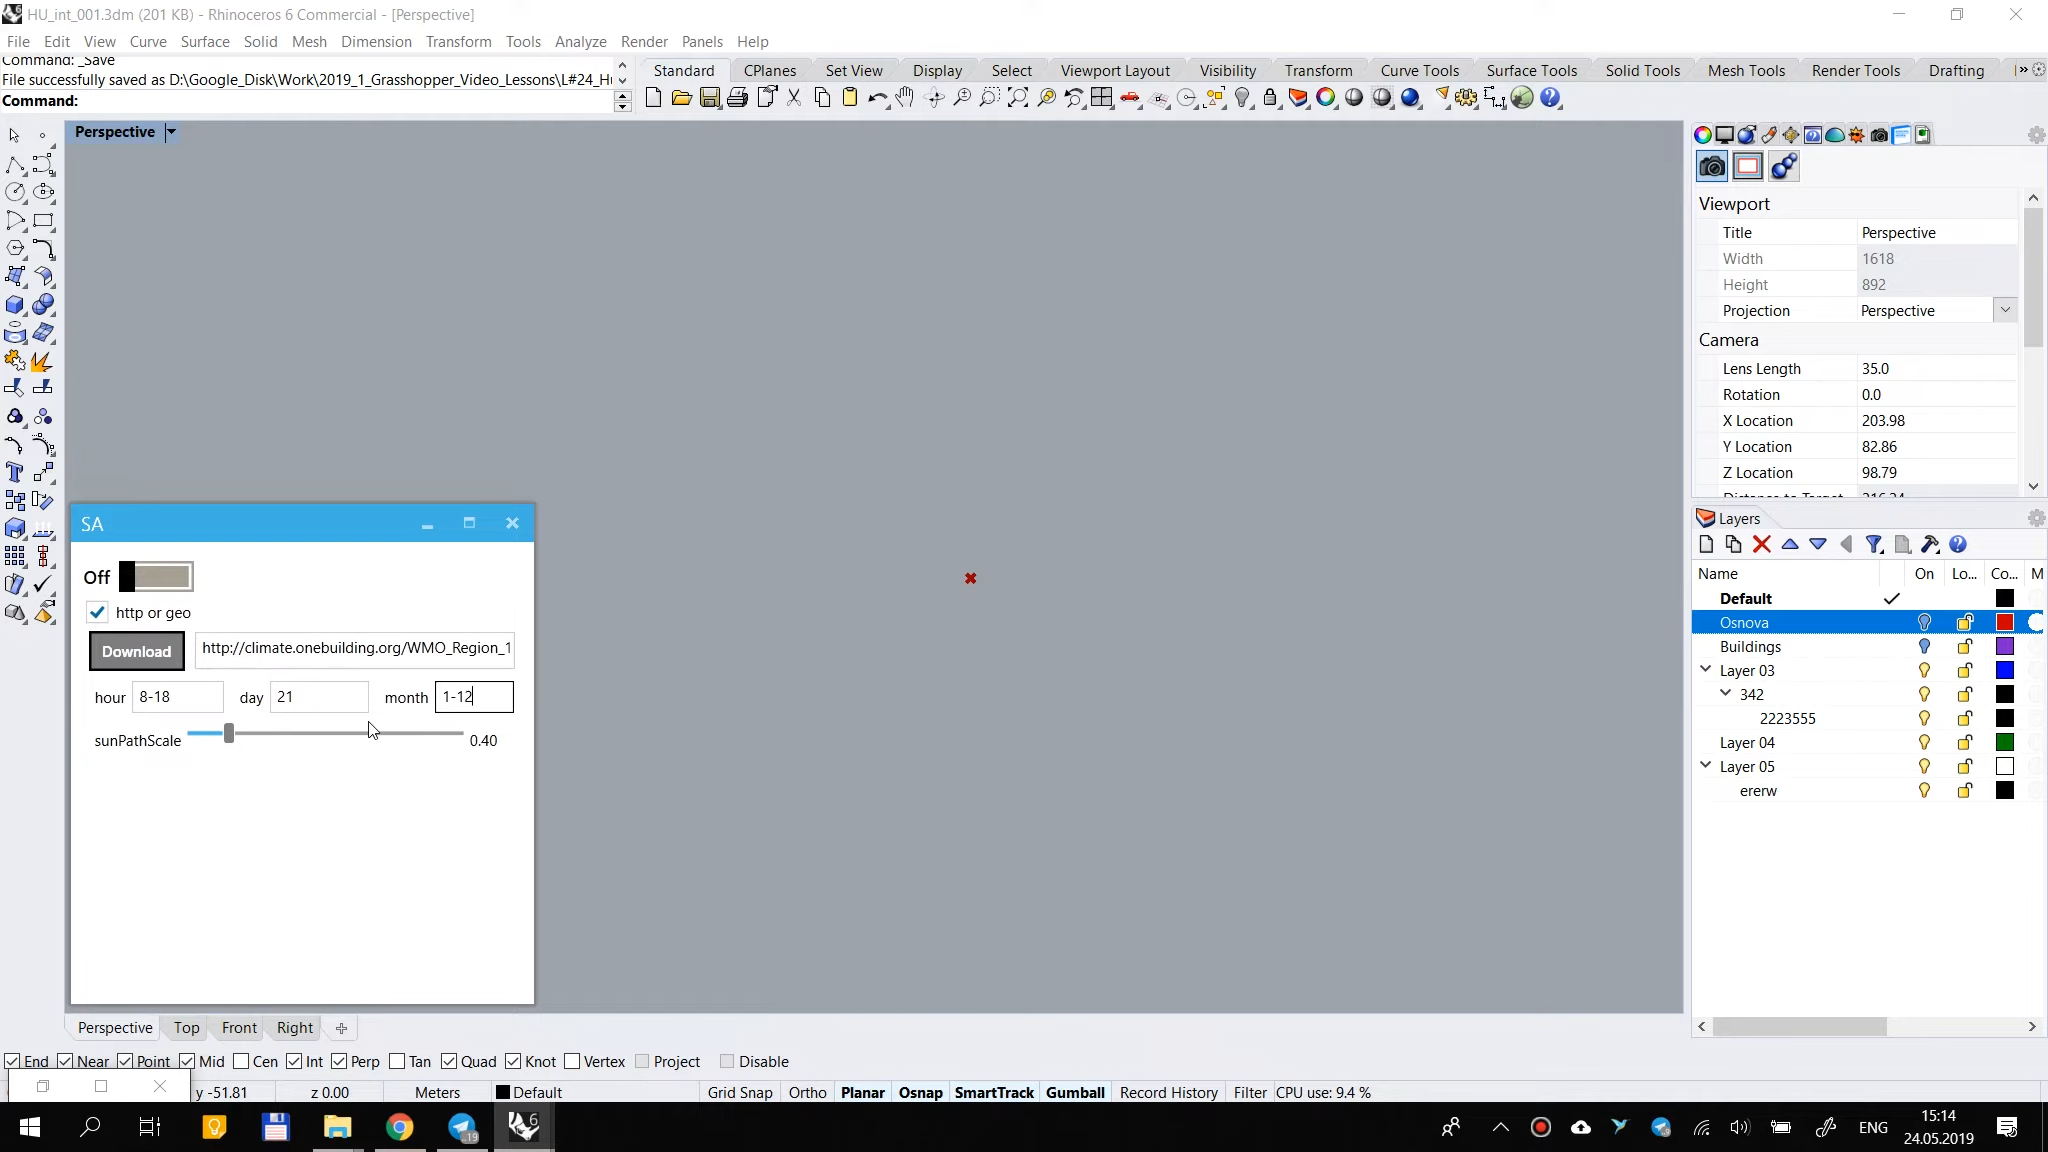 HU_int_001.3dm (201 KB) - Rhinoceros 6 Commercial - [Perspective]
File Edit View Curve Surface Solid Mesh Dimension Transform Tools Analyze Render Panels Help
Command: _Save
File successfully saved as D:\Google_Disk\Work\2019_1_Grasshopper_Video_Lessons\L#24_H
Command:
Standard CPlanes Set View Display Select Viewport Layout Visibility Transform Curve Tools Surface Tools Solid Tools Mesh Tools Render Tools Drafting
Perspective
Viewport
Title Perspective
Width 1618
Height 892
Projection Perspective
Camera
Lens Length 35.0
Rotation 0.0
X Location 203.98
Y Location 82.86
Z Location 98.79
Layers
Name On Lo... Co... M
Default
Osnova
Buildings
Layer 03
342
2223555
Layer 04
Layer 05
ererw
SA
Off
http or geo
Download http://climate.onebuilding.org/WMO_Region_1
hour 8-18 day 21 month 1-12
sunPathScale 0.40
Perspective Top Front Right
End Near Point Mid Cen Int Perp Tan Quad Knot Vertex Project Disable
y -51.81 z 0.00 Meters Default Grid Snap Ortho Planar Osnap SmartTrack Gumball Record History Filter CPU use: 9.4 %
19
6
ENG
15:14
24.05.2019